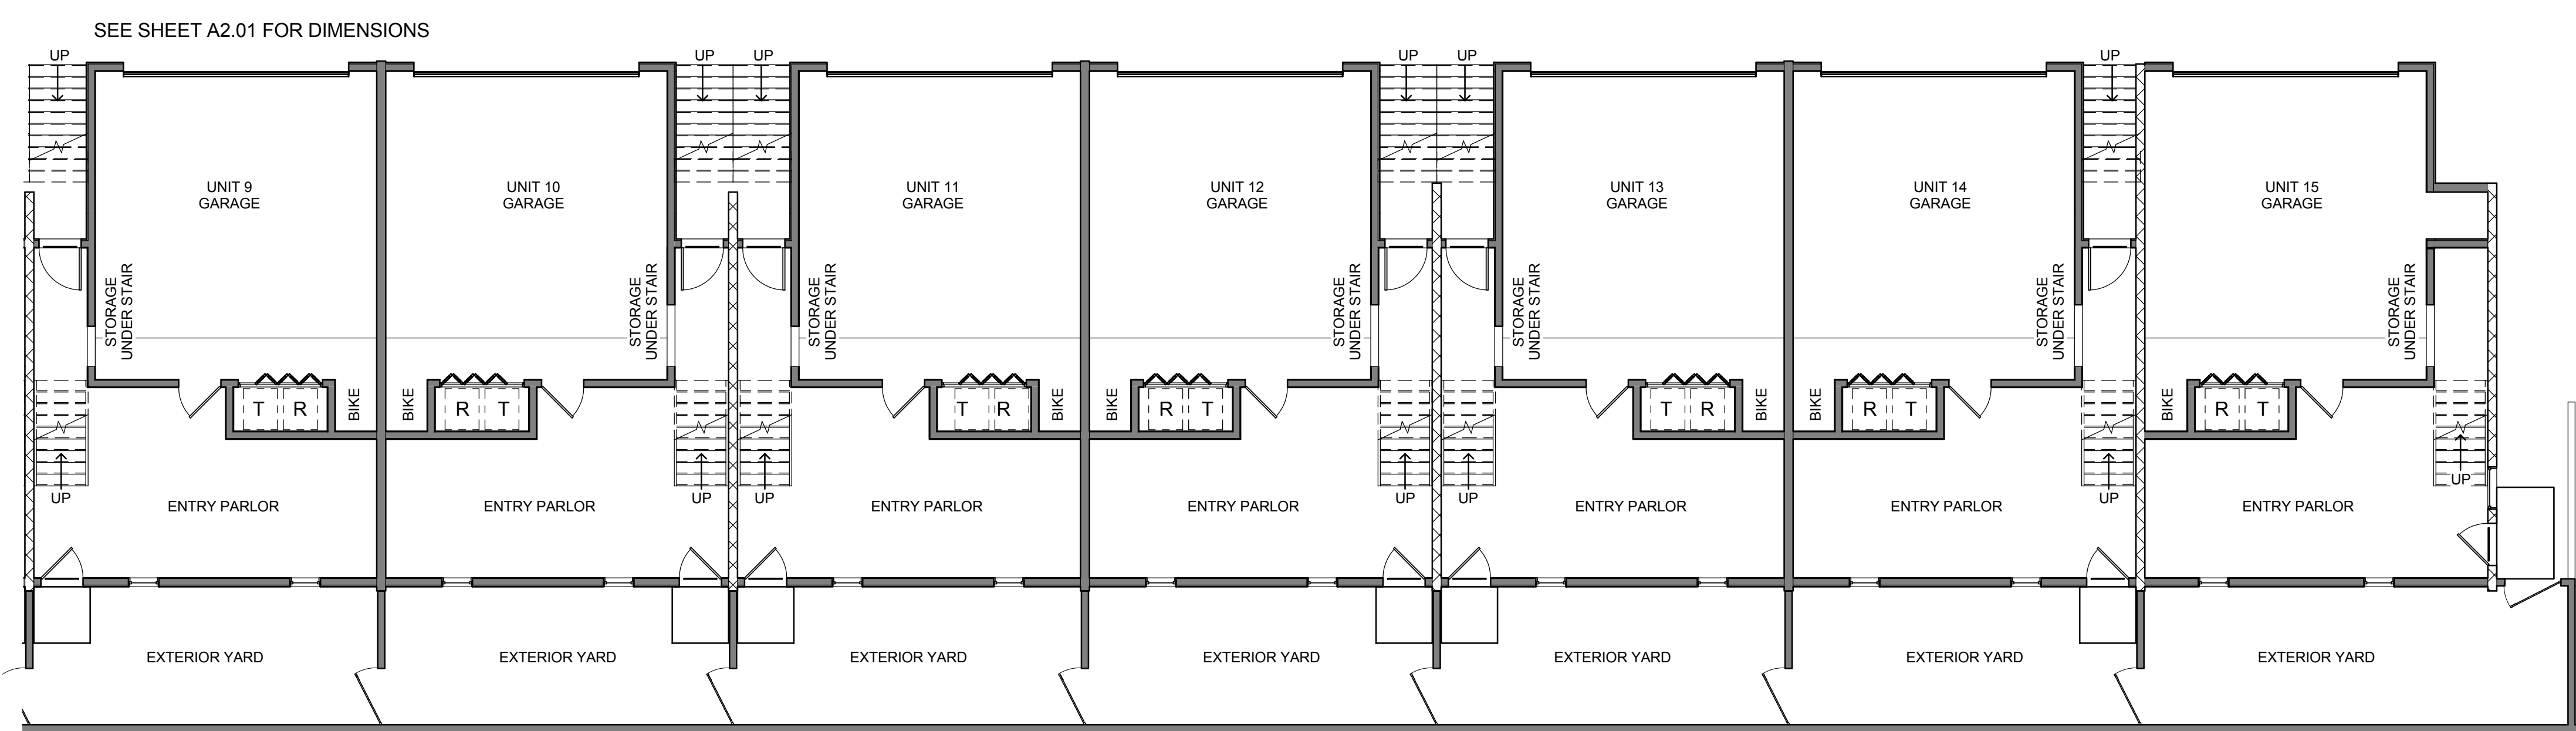 SEE SHEET A2.01 FOR DIMENSIONS
UP
UP
UP
UP
UP
UP
UNIT 9
GARAGE
UNIT 10
GARAGE
UNIT 11
GARAGE
UNIT 12
GARAGE
UNIT 13
GARAGE
UNIT 14
GARAGE
UNIT 15
GARAGE
STORAGE
UNDER STAIR
STORAGE
UNDER STAIR
STORAGE
UNDER STAIR
STORAGE
UNDER STAIR
STORAGE
UNDER STAIR
STORAGE
UNDER STAIR
STORAGE
UNDER STAIR
T R
BIKE
BIKE
R T
T R
BIKE
BIKE
R T
T R
BIKE
BIKE
R T
BIKE
R T
UP
UP
UP
UP
UP
UP
UP
ENTRY PARLOR
ENTRY PARLOR
ENTRY PARLOR
ENTRY PARLOR
ENTRY PARLOR
ENTRY PARLOR
ENTRY PARLOR
EXTERIOR YARD
EXTERIOR YARD
EXTERIOR YARD
EXTERIOR YARD
EXTERIOR YARD
EXTERIOR YARD
EXTERIOR YARD